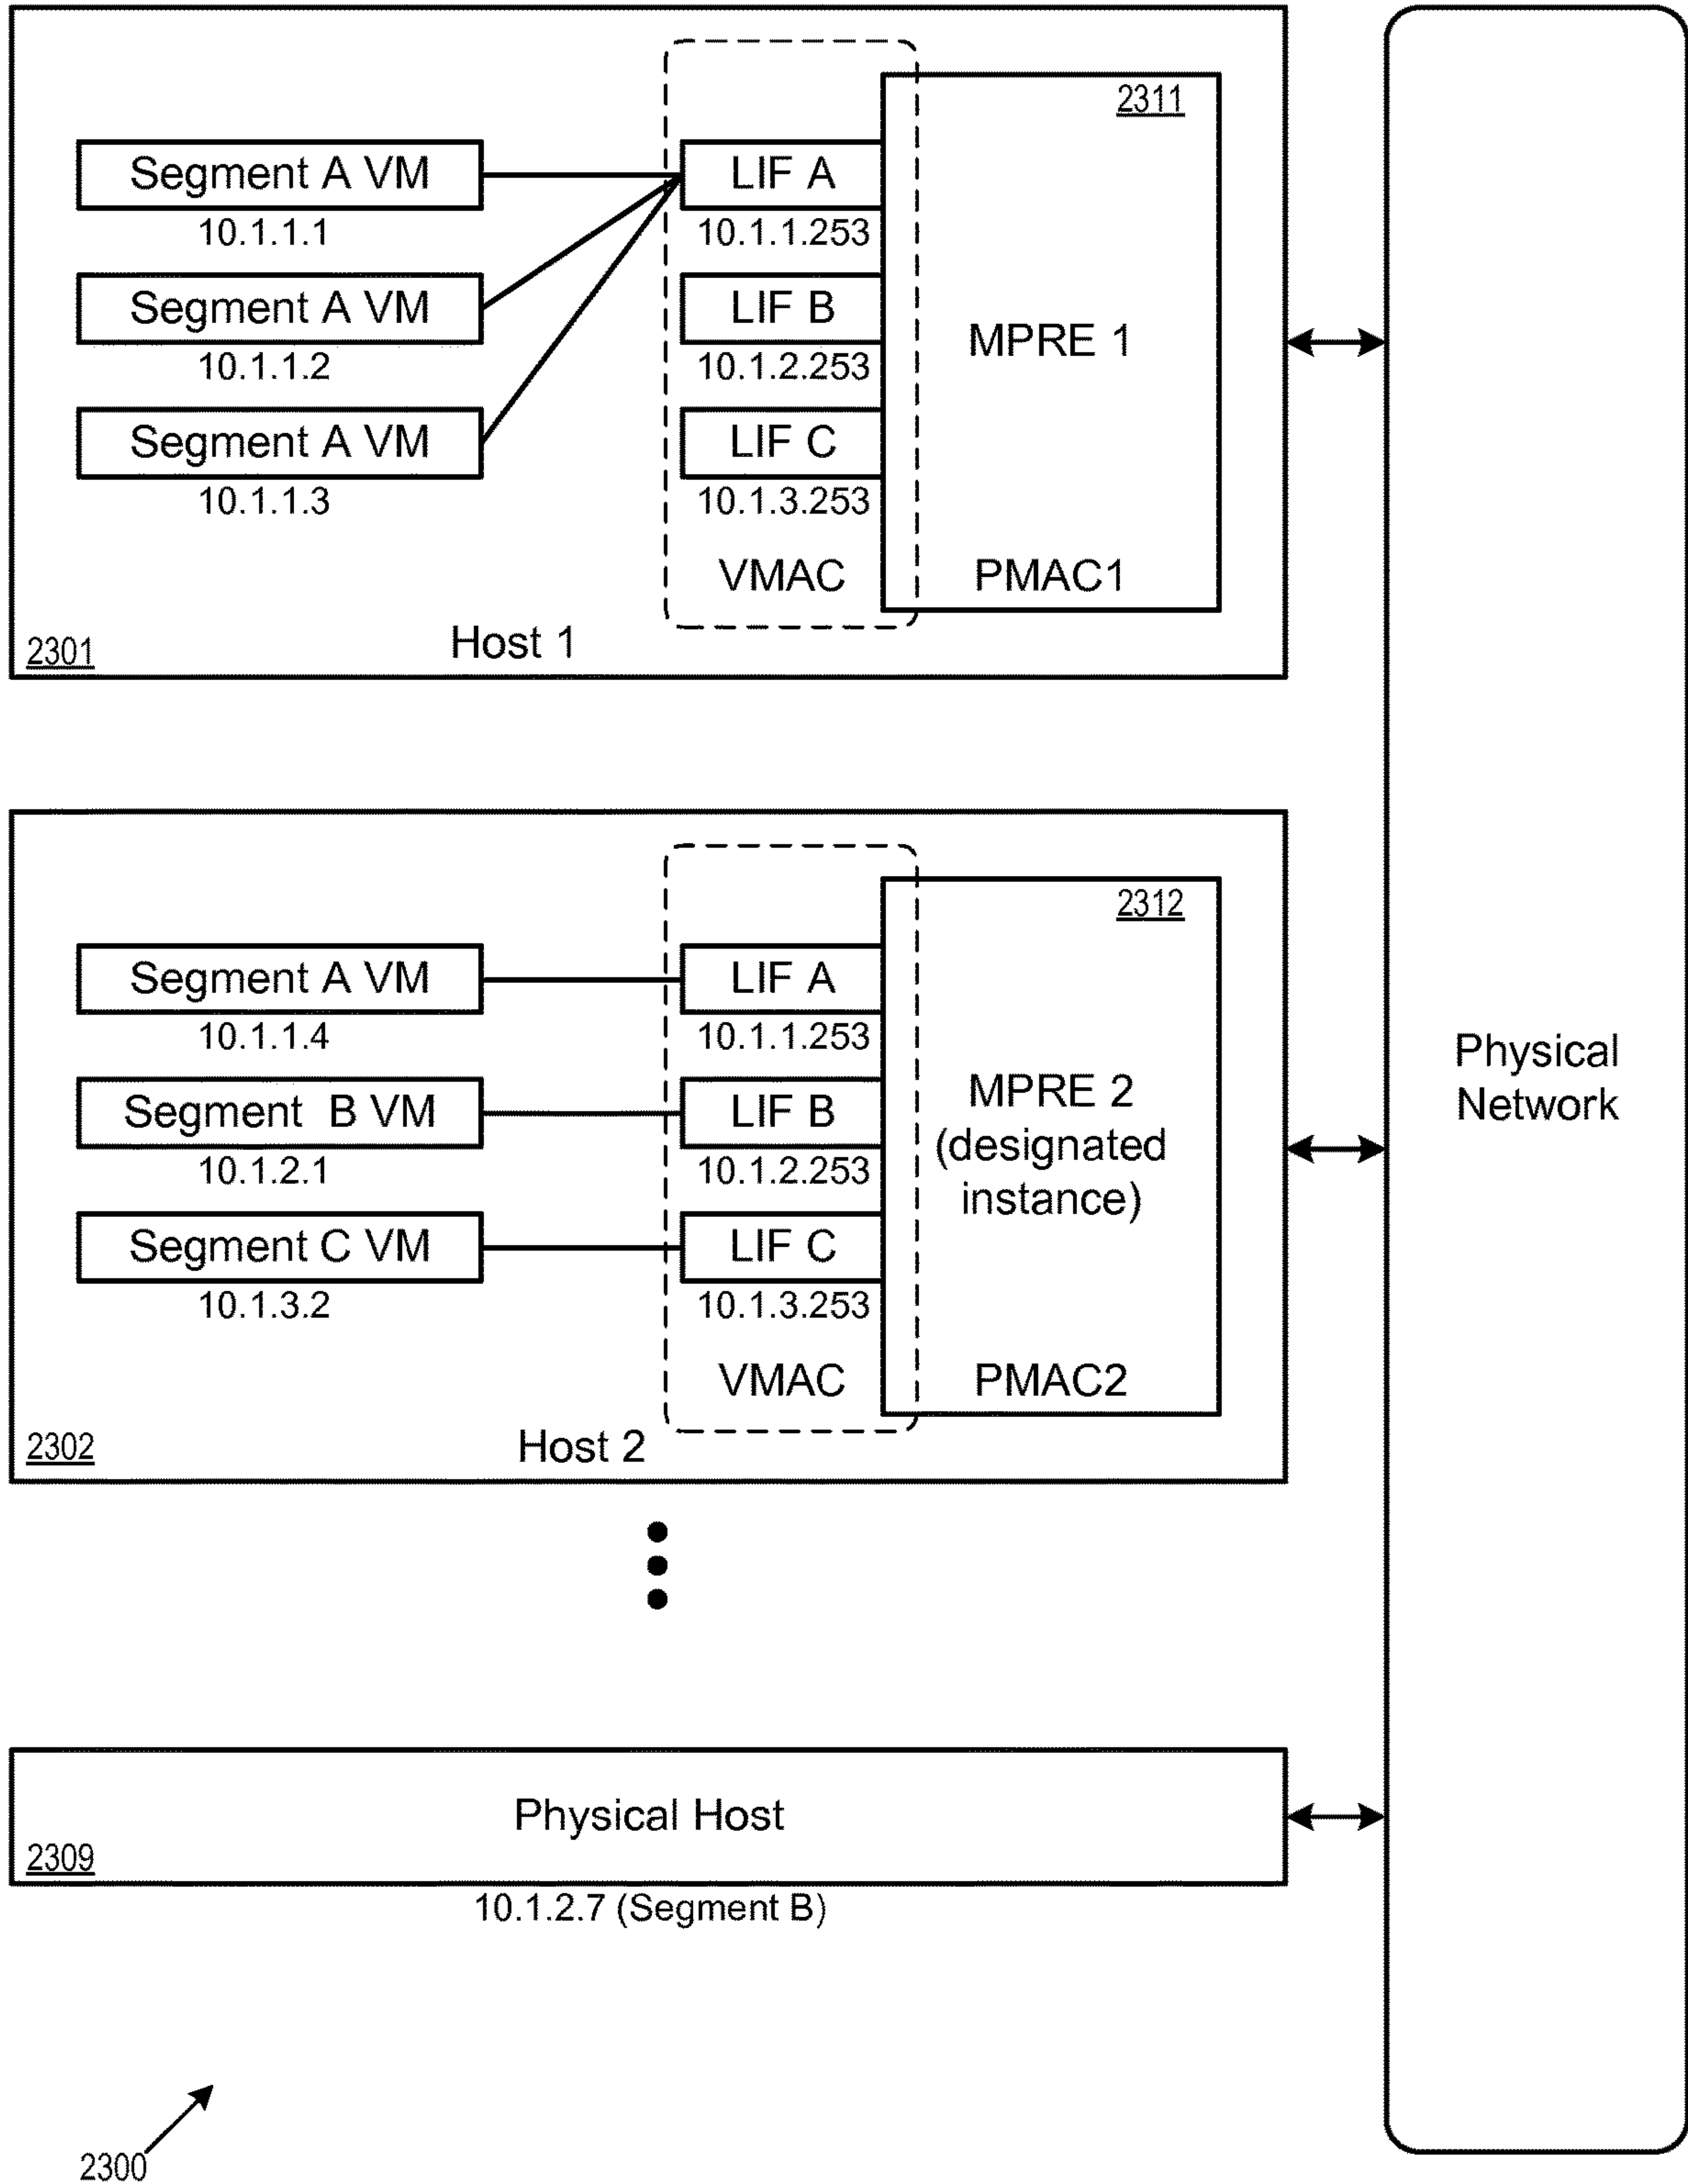 2311
Segment A VM
LIF A
10.1.1.1
10.1.1.253
Segment A VM
LIF B
MPRE 1
10.1.1.2
10.1.2.253
Segment A VM
LIF C
10.1.1.3
10.1.3.253
VMAC
PMAC1
Host 1
2301
2312
Segment A VM
LIF A
10.1.1.4
10.1.1.253
Segment B VM
LIF B
MPRE 2
(designated
instance)
10.1.2.1
10.1.2.253
Segment C VM
LIF C
10.1.3.2
10.1.3.253
VMAC
PMAC2
Host 2
2302
Physical
Network
Physical Host
2309
10.1.2.7 (Segment B)
2300